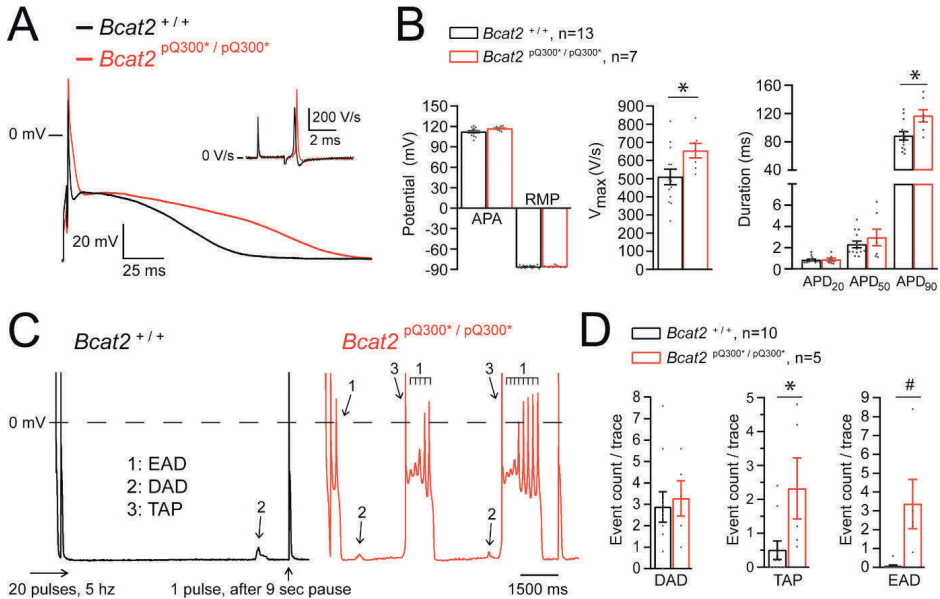 A
Bcat2 +/+
Bcat2 pQ300* / pQ300*
0 mV
200 V/s
2 ms
0 V/s
20 mV
25 ms
B
Bcat2 +/+, n=13
Bcat2 pQ300* / pQ300*, n=7
Potential (mV)
150
120
90
60
30
0
-30
-60
-90
APA
RMP
Vmax (V/s)
900
800
700
600
500
400
300
200
100
0
*
Duration (ms)
160
120
80
40
6
4
2
0
*
APD20 APD50 APD90
C
Bcat2 +/+
Bcat2 pQ300* / pQ300*
0 mV
1: EAD
2: DAD
3: TAP
2
1
3
1
3
1
2
2
20 pulses, 5 hz
1 pulse, after 9 sec pause
1500 ms
D
Bcat2 +/+, n=10
Bcat2 pQ300* / pQ300*, n=5
Event count / trace
8
7
6
5
4
3
2
1
0
DAD
Event count / trace
5
4
3
2
1
0
*
TAP
Event count / trace
9
8
7
6
5
4
3
2
1
0
#
EAD